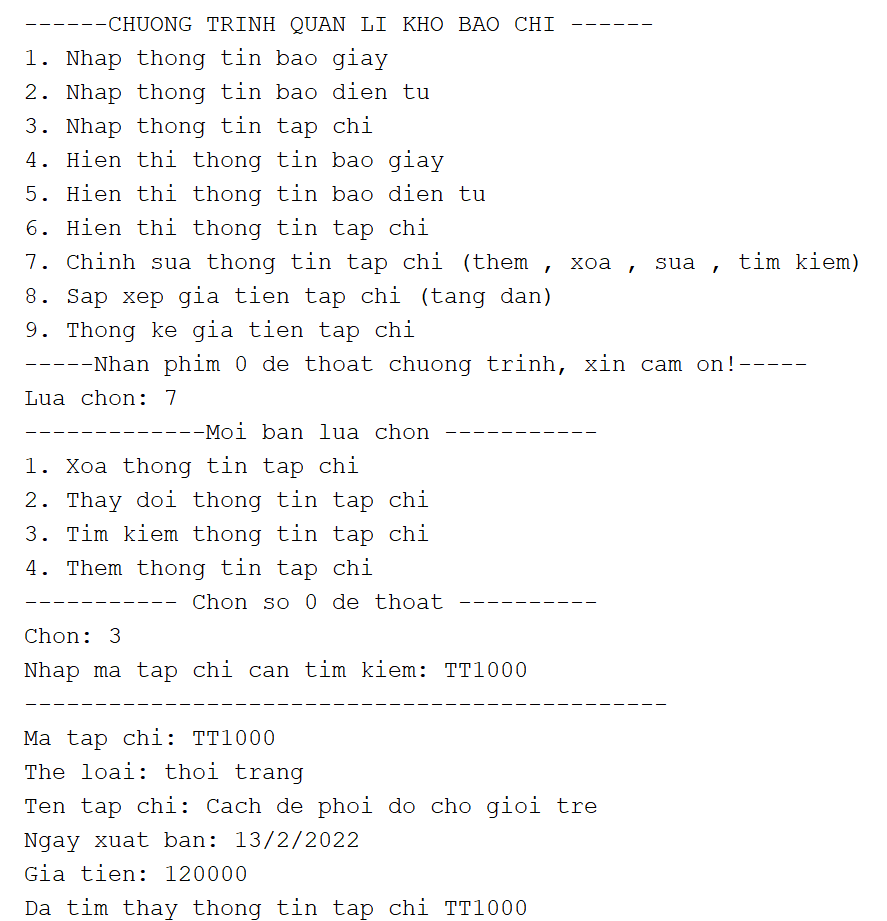 ------CHUONG TRINH QUAN LI KHO BAO CHI ------
1. Nhap thong tin bao giay
2. Nhap thong tin bao dien tu
3. Nhap thong tin tap chi
4. Hien thi thong tin bao giay
5. Hien thi thong tin bao dien tu
6. Hien thi thong tin tap chi
7. Chinh sua thong tin tap chi (them , xoa , sua , tim kiem)
8. Sap xep gia tien tap chi (tang dan)
9. Thong ke gia tien tap chi
-----Nhan phim 0 de thoat chuong trinh, xin cam on!-----
Lua chon: 7
-------------Moi ban lua chon -----------
1. Xoa thong tin tap chi
2. Thay doi thong tin tap chi
3. Tim kiem thong tin tap chi
4. Them thong tin tap chi
----------- Chon so 0 de thoat ----------
Chon: 3
Nhap ma tap chi can tim kiem: TT1000
----------------------------------------------
Ma tap chi: TT1000
The loai: thoi trang
Ten tap chi: Cach de phoi do cho gioi tre
Ngay xuat ban: 13/2/2022
Gia tien: 120000
Da tim thay thong tin tap chi TT1000